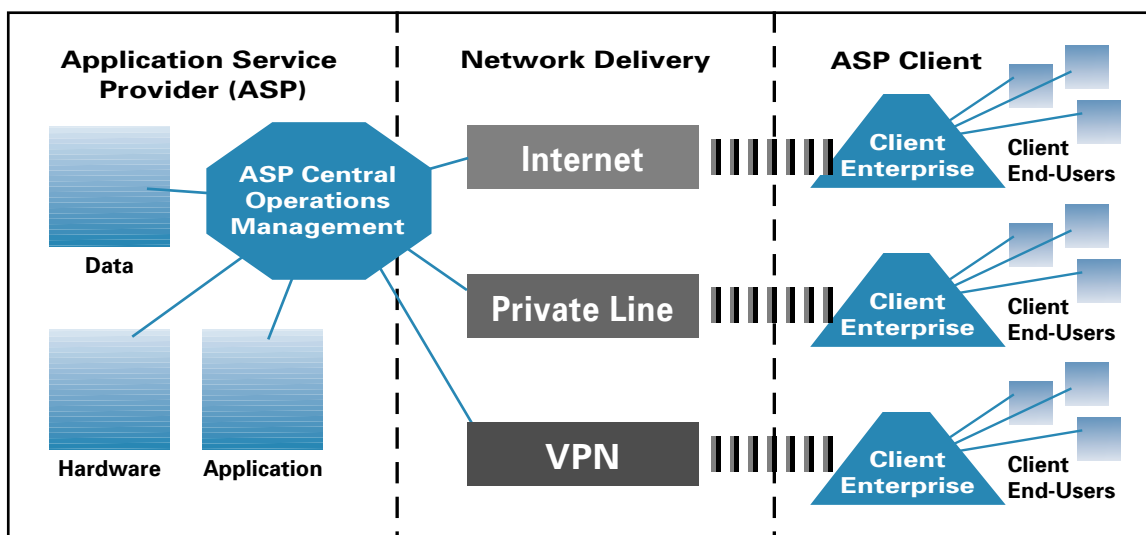 Application Service
Provider (ASP)
Data
Hardware
Application
ASP Central
Operations
Management
Network Delivery
Internet
Private Line
VPN
ASP Client
Client
Enterprise
Client
End-Users
Client
Enterprise
Client
End-Users
Client
Enterprise
Client
End-Users